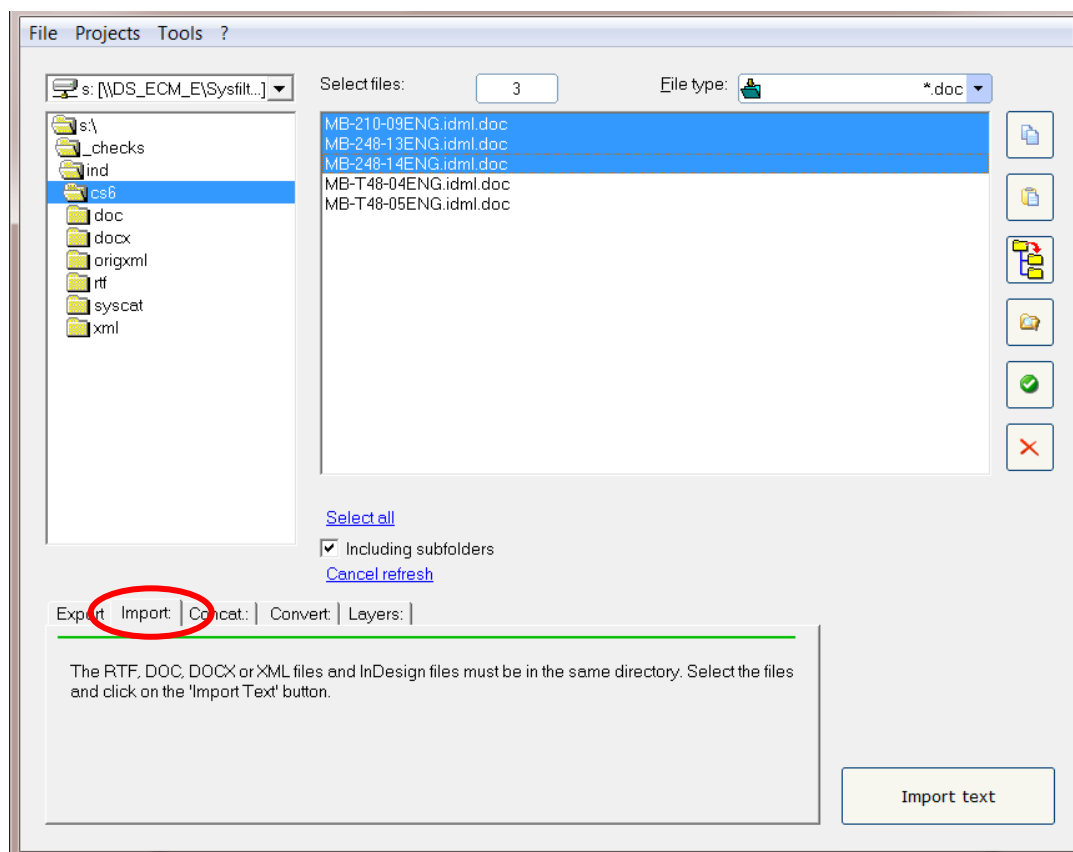 File Projects Tools ?
s: [\\DS_ECM_E\Sysfilt...]
Select files:
3
File type:
*.doc
s:\
_checks
ind
cs6
doc
docx
origxml
rtf
syscat
xml
MB-210-09ENG.idml.doc
MB-248-13ENG.idml.doc
MB-248-14ENG.idml.doc
MB-T48-04ENG.idml.doc
MB-T48-05ENG.idml.doc
Select all
Including subfolders
Cancel refresh
Export Import: Concat.: Convert: Layers:
The RTF, DOC, DOCX or XML files and InDesign files must be in the same directory. Select the files
and click on the 'Import Text' button.
Import text